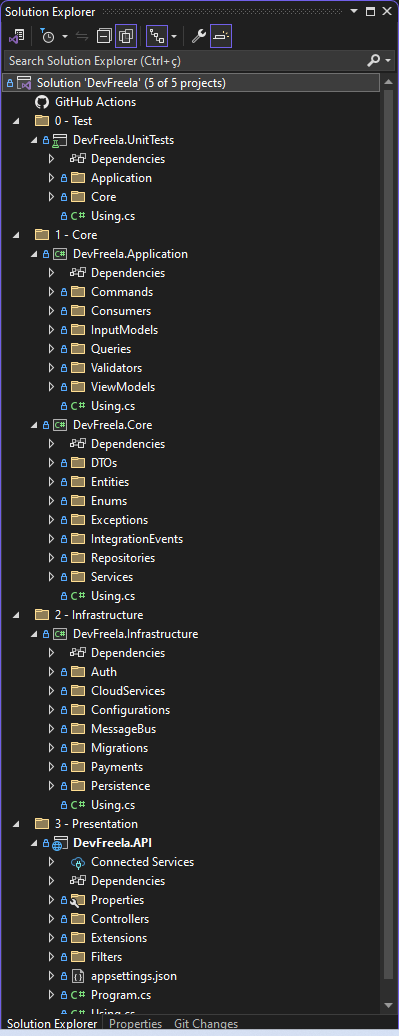 Solution Explorer
Search Solution Explorer (Ctrl+ç)
Solution 'DevFreela' (5 of 5 projects)
GitHub Actions
0 - Test
DevFreela.UnitTests
Dependencies
Application
Core
C# Using.cs
1 - Core
C# DevFreela.Application
Dependencies
Commands
Consumers
InputModels
Queries
Validators
ViewModels
C# Using.cs
C# DevFreela.Core
Dependencies
DTOs
Entities
Enums
Exceptions
IntegrationEvents
Repositories
Services
C# Using.cs
2 - Infrastructure
C# DevFreela.Infrastructure
Dependencies
Auth
CloudServices
Configurations
MessageBus
Migrations
Payments
Persistence
C# Using.cs
3 - Presentation
DevFreela.API
Connected Services
Dependencies
Properties
Controllers
Extensions
Filters
appsettings.json
C# Program.cs
C# Using.cs
Solution Explorer Properties Git Changes